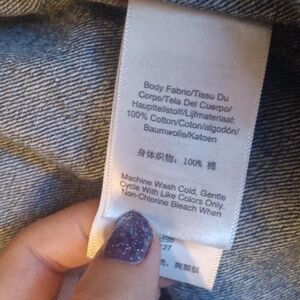 Body Fabric/Tissu Du
Corps/Tela Del Cuerpo/
Hauptteilstoff/Lijfmateriaal:
100% Cotton/Coton/algodón/
Baumwolle/Katoen
身体织物: 100% 棉
Machine Wash Cold, Gentle
Cycle With Like Colors Only.
Non-Chlorine Bleach When